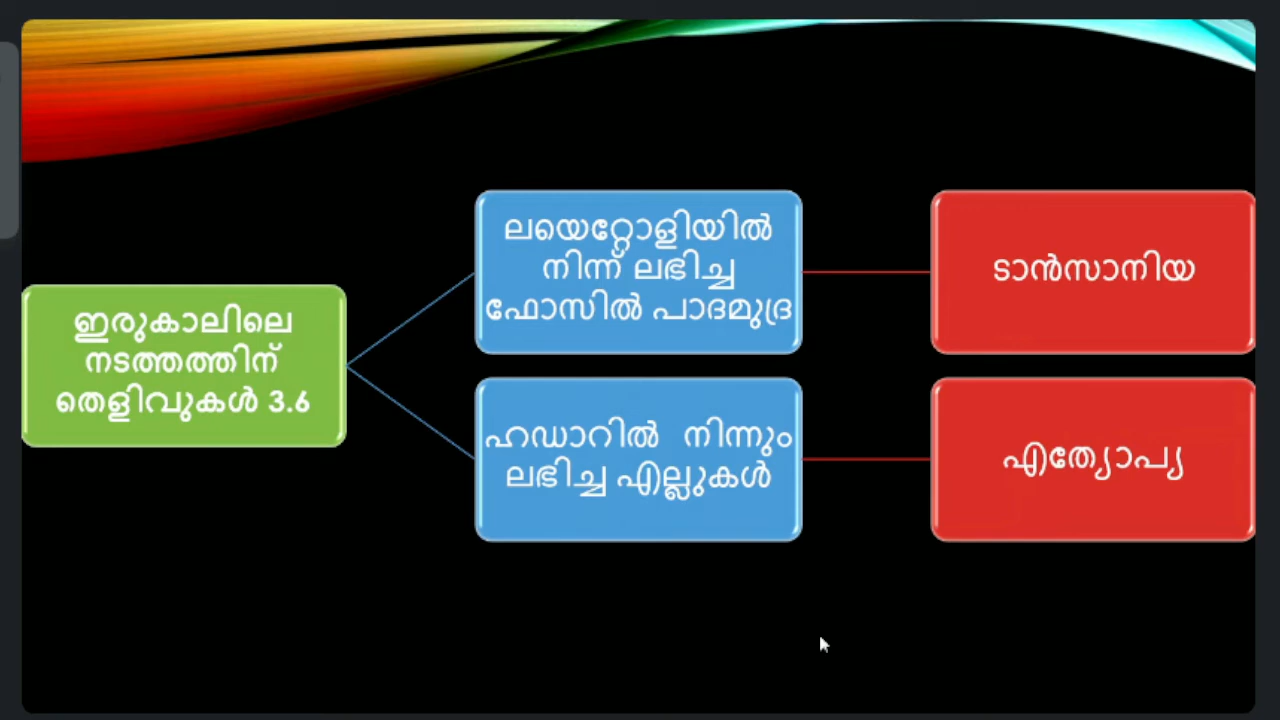 ഇരുകാലിലെ
നടത്തത്തിന്
തെളിവുകൾ 3.6
ലയെറ്റോളിയിൽ
നിന്ന് ലഭിച്ച
ഫോസിൽ പാദമുദ്ര
ടാൻസാനിയ
ഹഡാറിൽ നിന്നും
ലഭിച്ച എല്ലുകൾ
എത്യോപ്യ